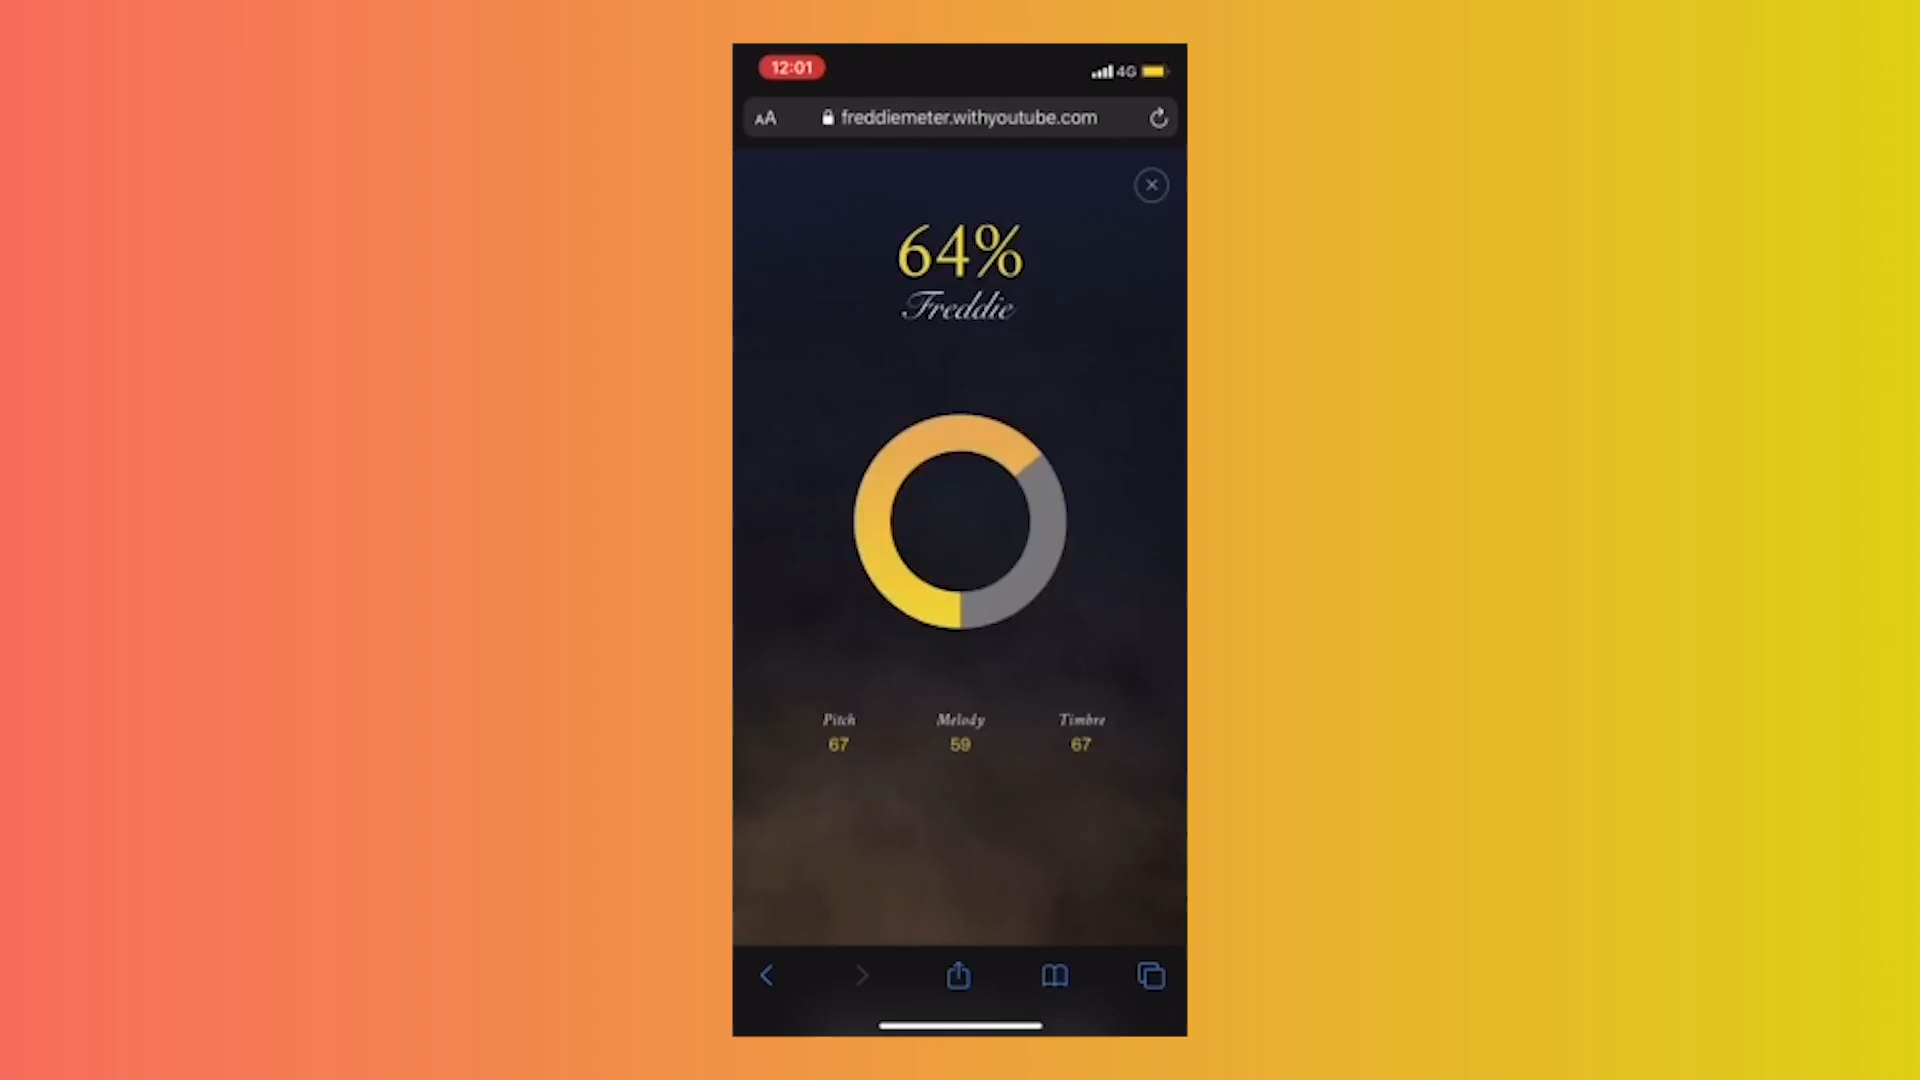 12:01
4G
AA
freddiemeter.withyoutube.com
64%
Freddie
Pitch Melody Timbre
67 59 67